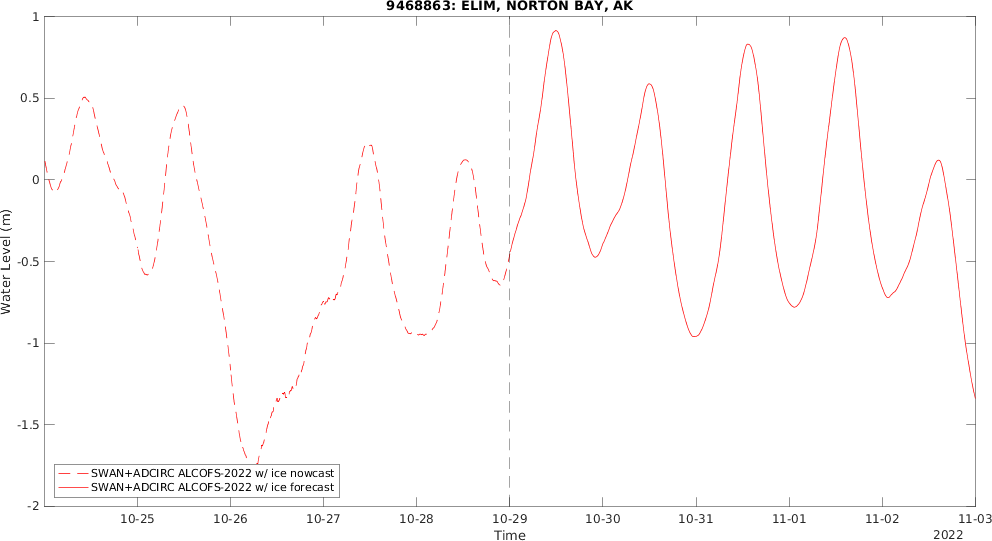 9468863: ELIM, NORTON BAY, AK
1
0.5
0
-0.5
-1
-1.5
-2
Water Level (m)
SWAN+ADCIRC ALCOFS-2022 w/ ice nowcast
SWAN+ADCIRC ALCOFS-2022 w/ ice forecast
10-25 10-26 10-27 10-28 10-29 10-30 10-31 11-01 11-02 11-03
Time
2022